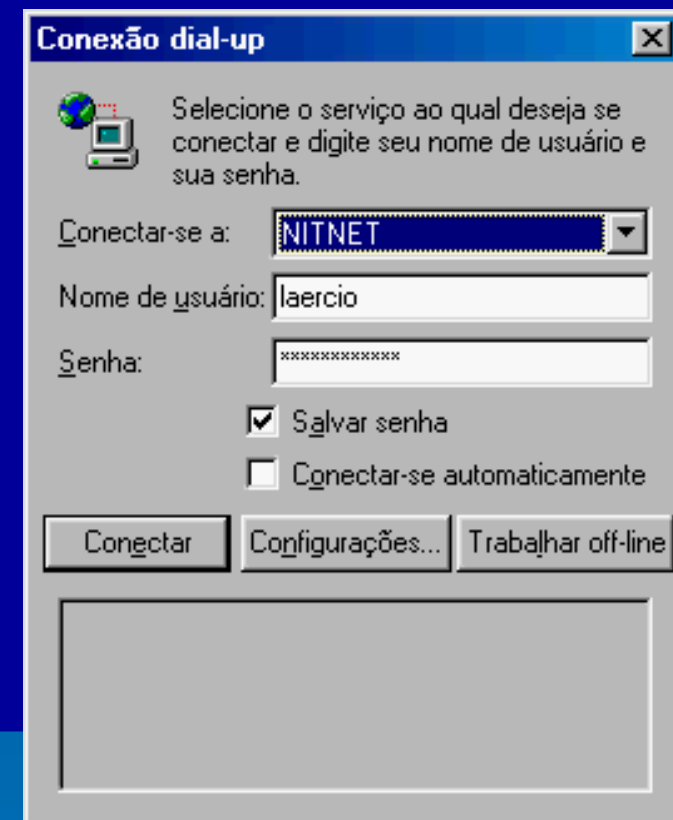 Conexão dial-up
Selecione o serviço ao qual deseja se
conectar e digite seu nome de usuário e
sua senha.
Conectar-se a: NITNET
Nome de usuário: laercio
Senha: ************
Salvar senha
Conectar-se automaticamente
Conectar Configurações... Trabalhar off-line